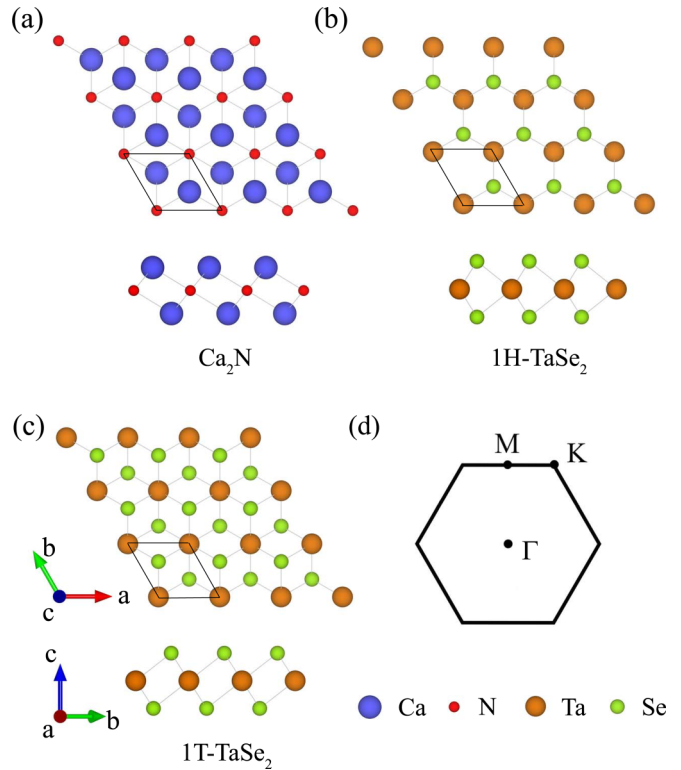 (a)
(b)
Ca₂N
1H-TaSe₂
(c)
(d)
M
K
Γ
b
a
c
c
a
b
1T-TaSe₂
Ca
N
Ta
Se